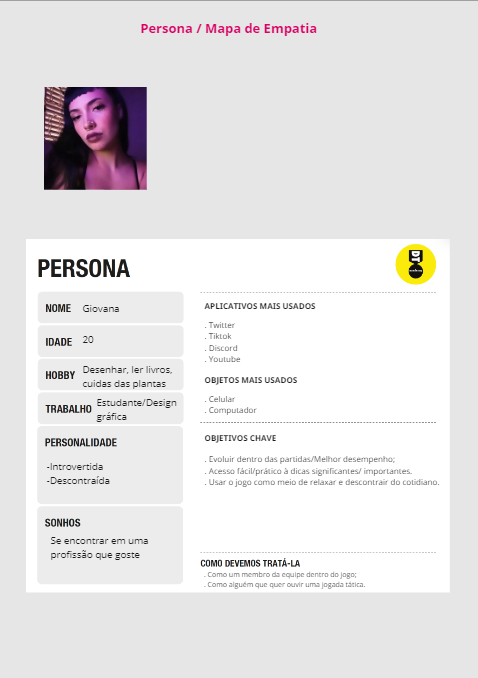 Persona / Mapa de Empatia
PERSONA
NOME Giovana
IDADE 20
HOBBY Desenhar, ler livros,
cuidas das plantas
TRABALHO Estudante/Design
gráfica
PERSONALIDADE
-Introvertida
-Descontraída
SONHOS
Se encontrar em uma
profissão que goste
APLICATIVOS MAIS USADOS
. Twitter
. Tiktok
. Discord
. Youtube
OBJETOS MAIS USADOS
. Celular
. Computador
OBJETIVOS CHAVE
. Evoluir dentro das partidas/Melhor desempenho;
. Acesso fácil/prático à dicas significantes/ importantes.
. Usar o jogo como meio de relaxar e descontrair do cotidiano.
COMO DEVEMOS TRATÁ-LA
. Como um membro da equipe dentro do jogo;
. Como alguém que quer ouvir uma jogada tática.